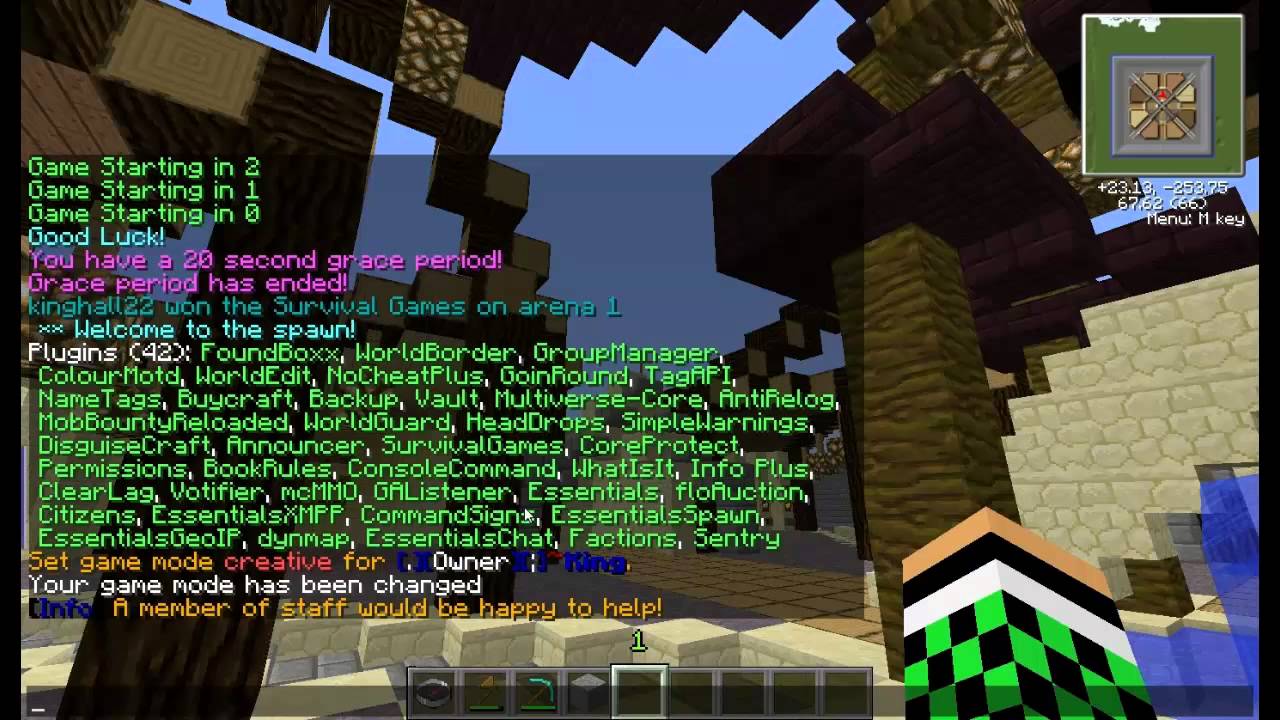 Game Starting in 2
Game Starting in 1
Game Starting in 0
Good Luck!
You have a 20 second grace period!
Grace period has ended!
kinghall22 won the Survival Games on arena 1
** Welcome to the spawn!
Plugins (42): FoundBoxx, WorldBorder, GroupManager,
ColourMotd, WorldEdit, NoCheatPlus, GoinRound, TagAPI,
NameTags, Buycraft, Backup, Vault, Multiverse-Core, AntiRelog,
MobBountyReloaded, WorldGuard, HeadDrops, SimpleWarnings,
DisguiseCraft, Announcer, SurvivalGames, CoreProtect,
Permissions, BookRules, ConsoleCommand, WhatIsIt, Info Plus,
ClearLag, Votifier, mcMMO, GAListener, Essentials, floAuction,
Citizens, EssentialsXMPP, CommandSigns, EssentialsSpawn,
EssentialsGeoIP, dynmap, EssentialsChat, Factions, Sentry
Set game mode creative for Owner ~King.
Your game mode has been changed
[Info] A member of staff would be happy to help!
1
_
+23.13, -253.75
67.62 (66)
Menu: M key